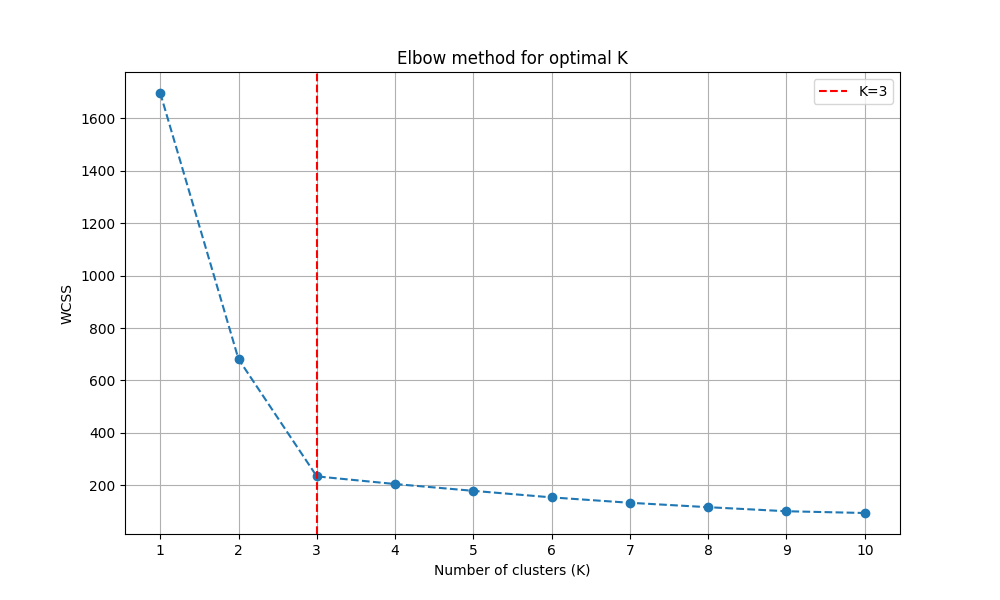 Elbow method for optimal K
K=3
1600
1400
1200
1000
800
600
400
200
WCSS
1 2 3 4 5 6 7 8 9 10
Number of clusters (K)